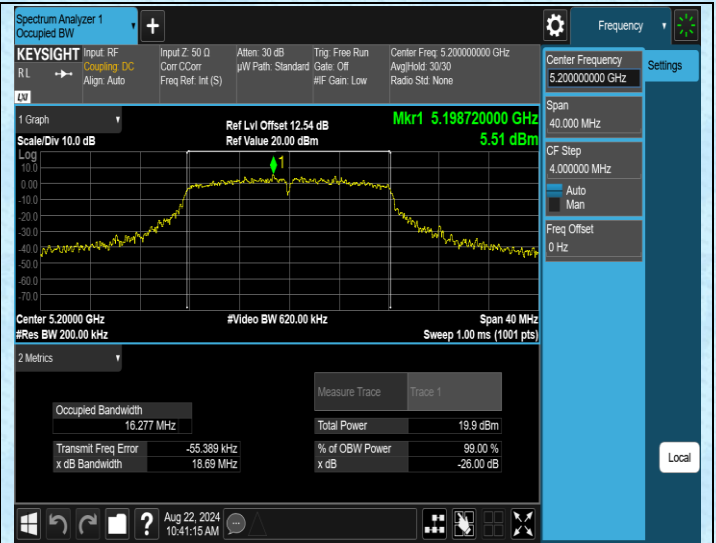 Spectrum Analyzer 1
Occupied BW
Frequency
KEYSIGHT
RL
LXI
Input: RF
Coupling: DC
Align: Auto
Input Z: 50 Ω
Corr CCorr
Freq Ref: Int (S)
Atten: 30 dB
µW Path: Standard
Trig: Free Run
Gate: Off
#IF Gain: Low
Center Freq: 5.200000000 GHz
Avg|Hold: 30/30
Radio Std: None
Center Frequency
5.200000000 GHz
Settings
Span
40.000 MHz
CF Step
4.000000 MHz
Auto
Man
Freq Offset
0 Hz
1 Graph
Scale/Div 10.0 dB
Ref Lvl Offset 12.54 dB
Ref Value 20.00 dBm
Mkr1 5.198720000 GHz
5.51 dBm
Log
10.0
0.00
-10.0
-20.0
-30.0
-40.0
-50.0
-60.0
-70.0
1
Center 5.20000 GHz
#Res BW 200.00 kHz
#Video BW 620.00 kHz
Span 40 MHz
Sweep 1.00 ms (1001 pts)
2 Metrics
Measure Trace
Trace 1
Occupied Bandwidth
16.277 MHz
Total Power
19.9 dBm
Transmit Freq Error
-55.389 kHz
% of OBW Power
99.00 %
x dB Bandwidth
18.69 MHz
x dB
-26.00 dB
Local
?
Aug 22, 2024
10:41:15 AM